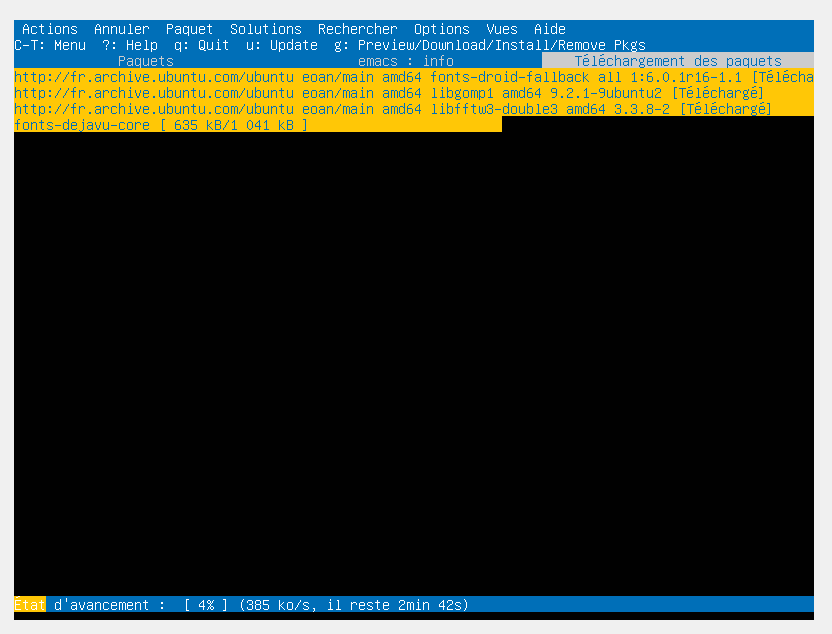 Actions Annuler Paquet Solutions Rechercher Options Vues Aide
C-T: Menu ?: Help q: Quit u: Update g: Preview/Download/Install/Remove Pkgs
Paquets emacs : info Téléchargement des paquets
http://fr.archive.ubuntu.com/ubuntu eoan/main amd64 fonts-droid-fallback all 1:6.0.1r16-1.1 [Télécha
http://fr.archive.ubuntu.com/ubuntu eoan/main amd64 libgomp1 amd64 9.2.1-9ubuntu2 [Téléchargé]
http://fr.archive.ubuntu.com/ubuntu eoan/main amd64 libfftw3-double3 amd64 3.3.8-2 [Téléchargé]
fonts-dejavu-core [ 635 kB/1 041 kB ]
État d'avancement : [ 4% ] (385 ko/s, il reste 2min 42s)